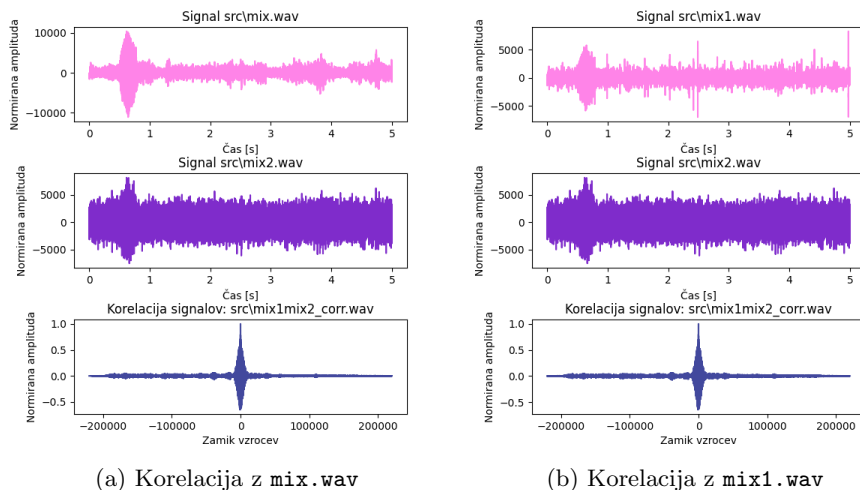 Signal src\mix.wav
10000
0
−10000
Normirana amplituda
0 1 2 3 4 5
Čas [s]
Signal src\mix2.wav
5000
0
−5000
Normirana amplituda
0 1 2 3 4 5
Čas [s]
Korelacija signalov: src\mix1mix2_corr.wav
1.0
0.5
0.0
−0.5
Normirana amplituda
−200000 −100000 0 100000 200000
Zamik vzrocev
(a) Korelacija z mix.wav
Signal src\mix1.wav
5000
0
−5000
Normirana amplituda
0 1 2 3 4 5
Čas [s]
Signal src\mix2.wav
5000
0
−5000
Normirana amplituda
0 1 2 3 4 5
Čas [s]
Korelacija signalov: src\mix1mix2_corr.wav
1.0
0.5
0.0
−0.5
Normirana amplituda
−200000 −100000 0 100000 200000
Zamik vzrocev
(b) Korelacija z mix1.wav